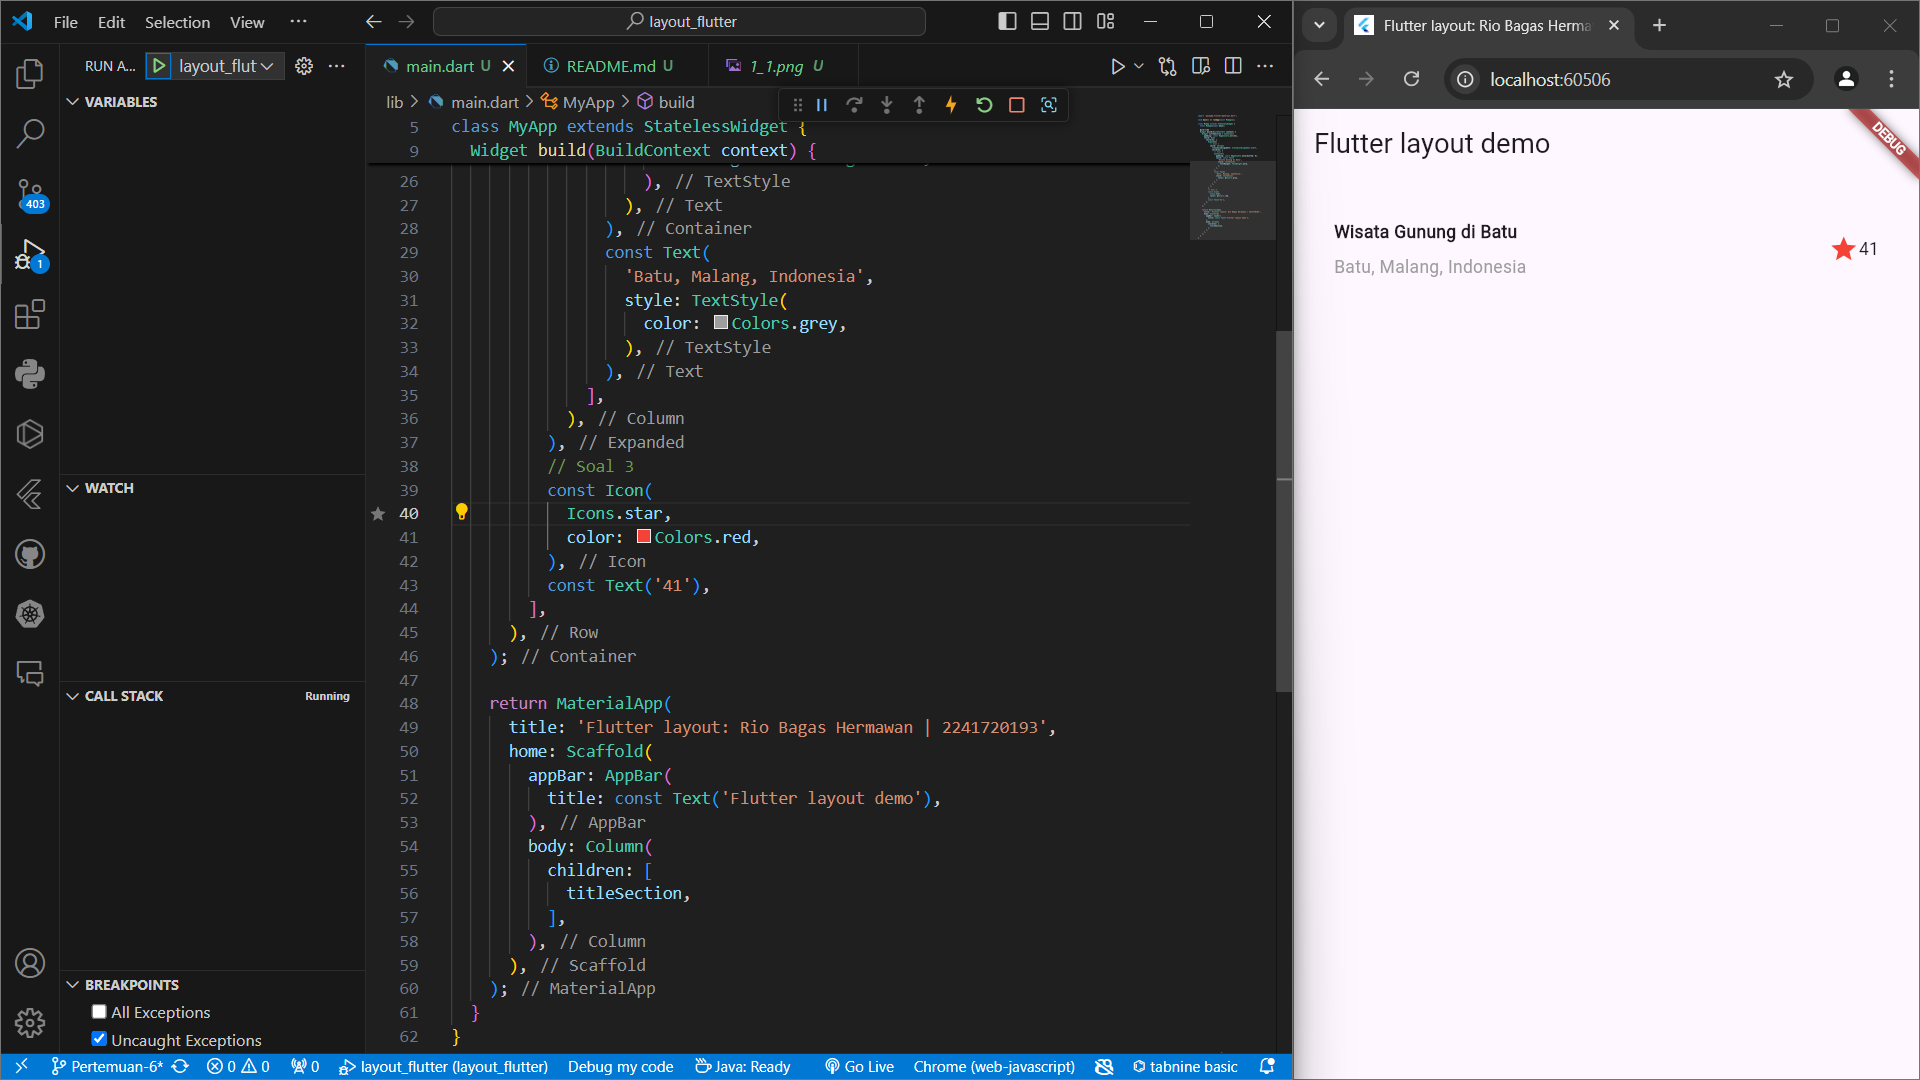 File Edit Selection View ···
layout_flutter
RUN A... layout_flut
VARIABLES
WATCH
CALL STACK Running
BREAKPOINTS
All Exceptions
Uncaught Exceptions
403
1
main.dart U
README.md U
1_1.png U
lib > main.dart > MyApp > build
5 class MyApp extends StatelessWidget {
9 Widget build(BuildContext context) {
26 ), // TextStyle
27 ), // Text
28 ), // Container
29 const Text(
30 'Batu, Malang, Indonesia',
31 style: TextStyle(
32 color: Colors.grey,
33 ), // TextStyle
34 ), // Text
35 ],
36 ), // Column
37 ), // Expanded
38 // Soal 3
39 const Icon(
40 Icons.star,
41 color: Colors.red,
42 ), // Icon
43 const Text('41'),
44 ],
45 ), // Row
46 ); // Container
47
48 return MaterialApp(
49 title: 'Flutter layout: Rio Bagas Hermawan | 2241720193',
50 home: Scaffold(
51 appBar: AppBar(
52 title: const Text('Flutter layout demo'),
53 ), // AppBar
54 body: Column(
55 children: [
56 titleSection,
57 ],
58 ), // Column
59 ), // Scaffold
60 ); // MaterialApp
61 }
62 }
Pertemuan-6* 0 0 0 layout_flutter (layout_flutter) Debug my code Java: Ready Go Live Chrome (web-javascript) tabnine basic
Flutter layout: Rio Bagas Herma
localhost:60506
DEBUG
Flutter layout demo
Wisata Gunung di Batu
Batu, Malang, Indonesia
41